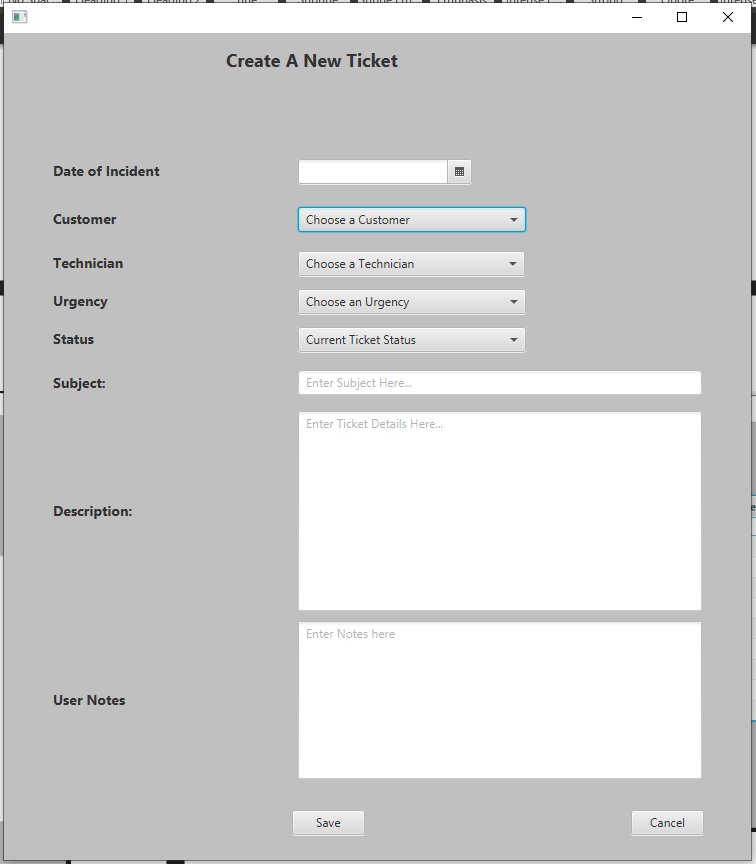 Create A New Ticket
Date of Incident
Customer
Choose a Customer
Technician
Choose a Technician
Urgency
Choose an Urgency
Status
Current Ticket Status
Subject:
Enter Subject Here...
Enter Ticket Details Here...
Description:
Enter Notes here
User Notes
Save
Cancel